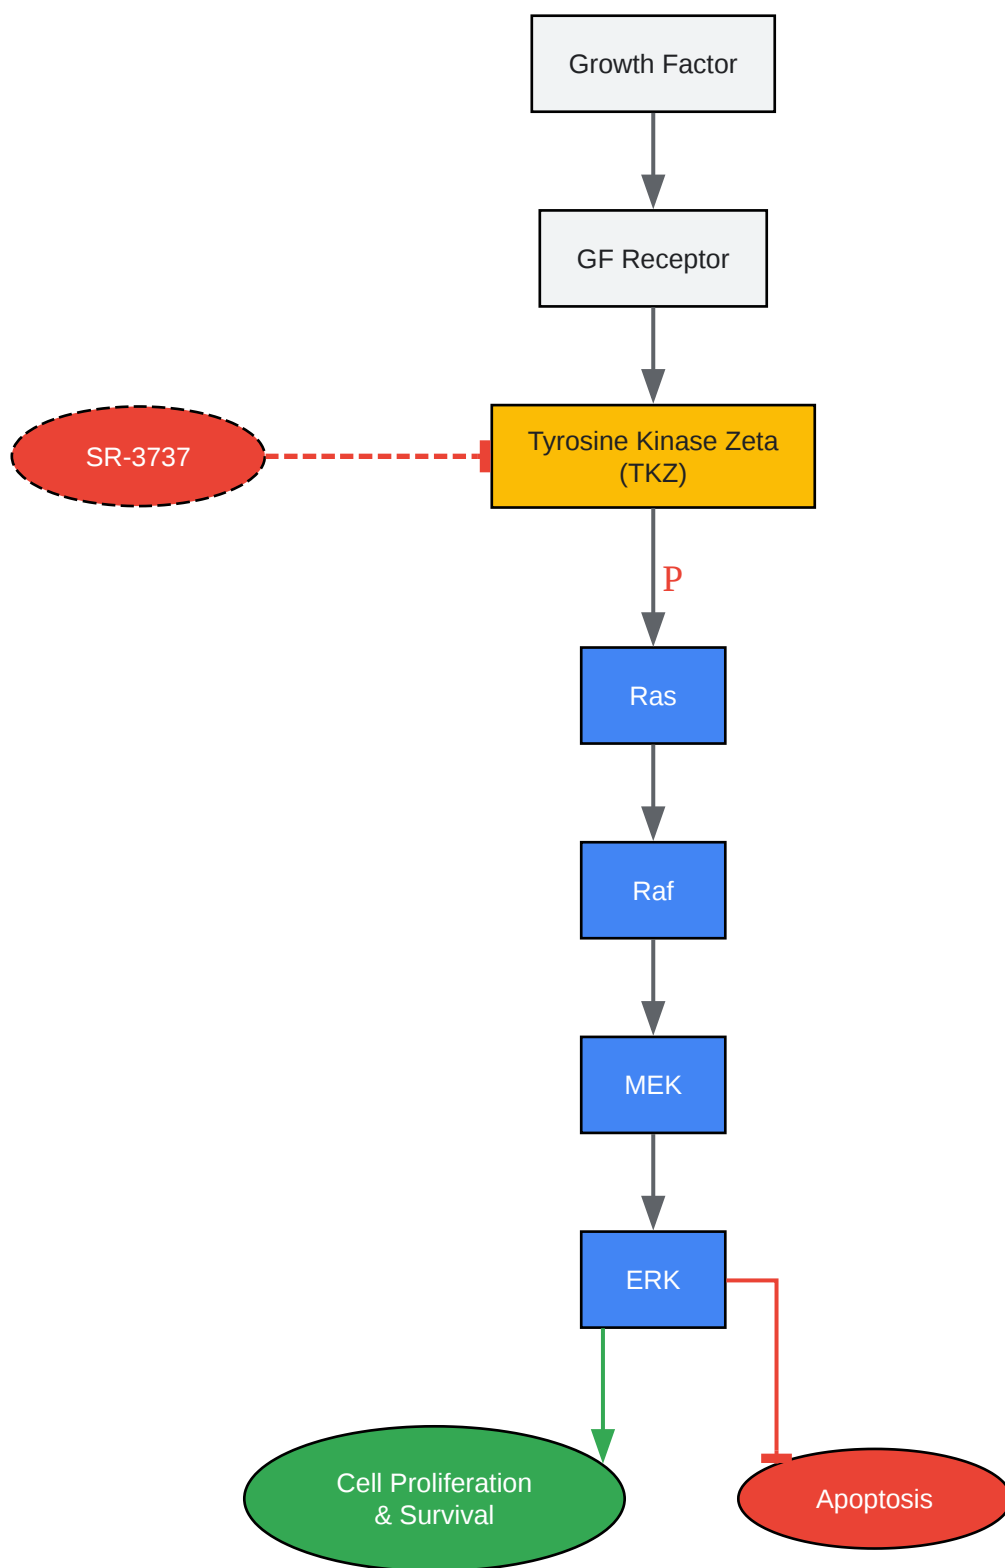 Growth Factor
GF Receptor
SR-3737
Tyrosine Kinase Zeta
(TKZ)
P
Ras
Raf
MEK
ERK
Cell Proliferation
& Survival
Apoptosis